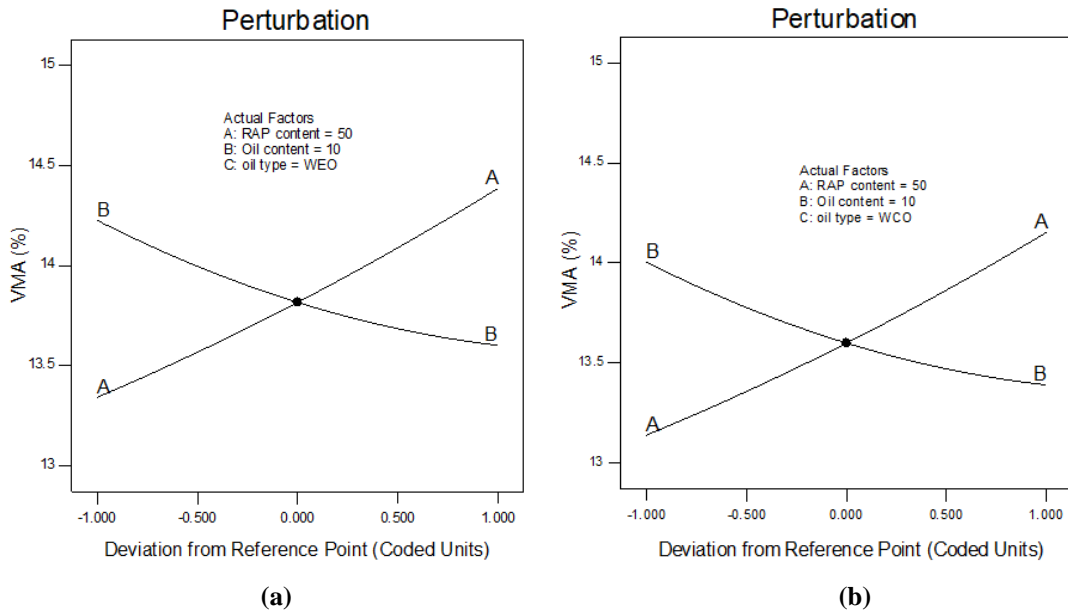 Perturbation
15
14.5
14
13.5
13
VMA (%)
Actual Factors
A: RAP content = 50
B: Oil content = 10
C: oil type = WEO
B
A
A
B
-1.000 -0.500 0.000 0.500 1.000
Deviation from Reference Point (Coded Units)
(a)
Perturbation
15
14.5
14
13.5
13
VMA (%)
Actual Factors
A: RAP content = 50
B: Oil content = 10
C: oil type = WCO
B
A
A
B
-1.000 -0.500 0.000 0.500 1.000
Deviation from Reference Point (Coded Units)
(b)